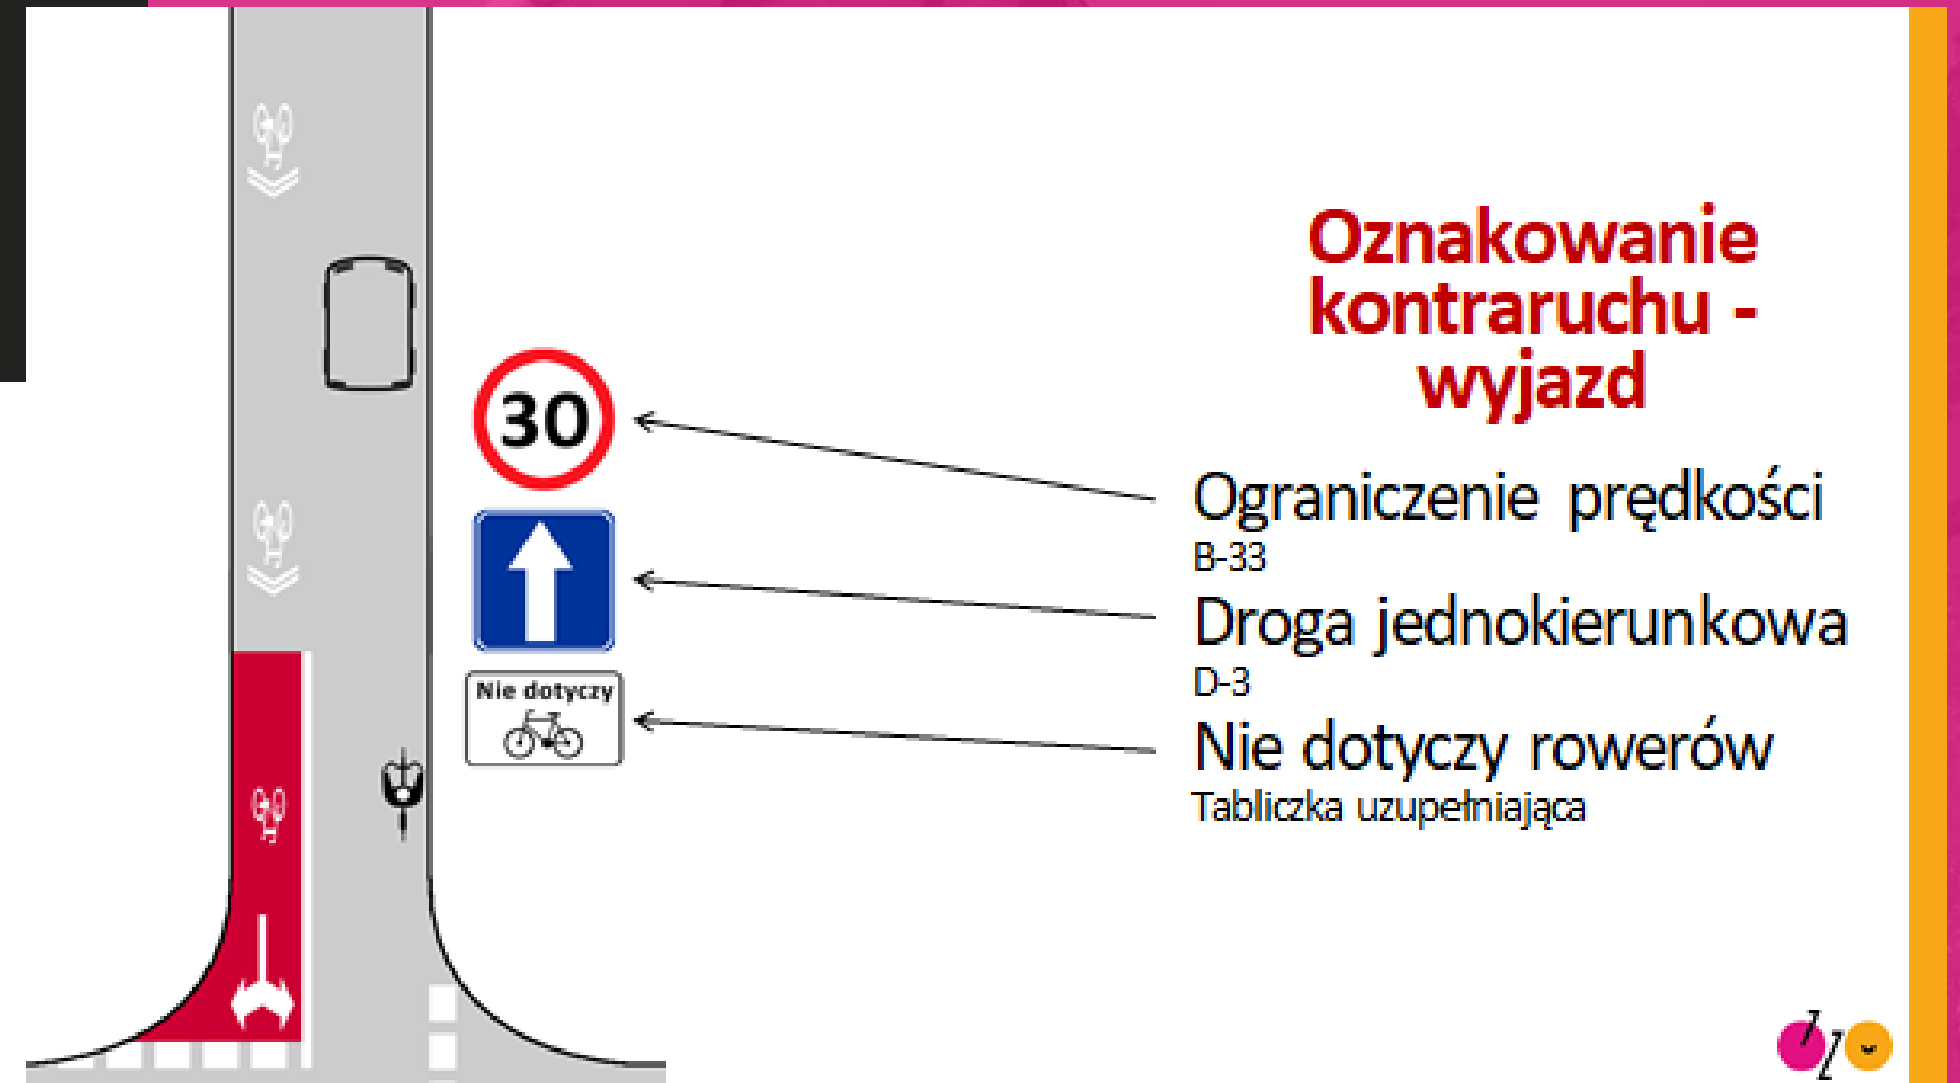 Oznakowanie
kontraruchu -
wyjazd
30
Nie dotyczy
Ograniczenie prędkości
B-33
Droga jednokierunkowa
D-3
Nie dotyczy rowerów
Tabliczka uzupełniająca